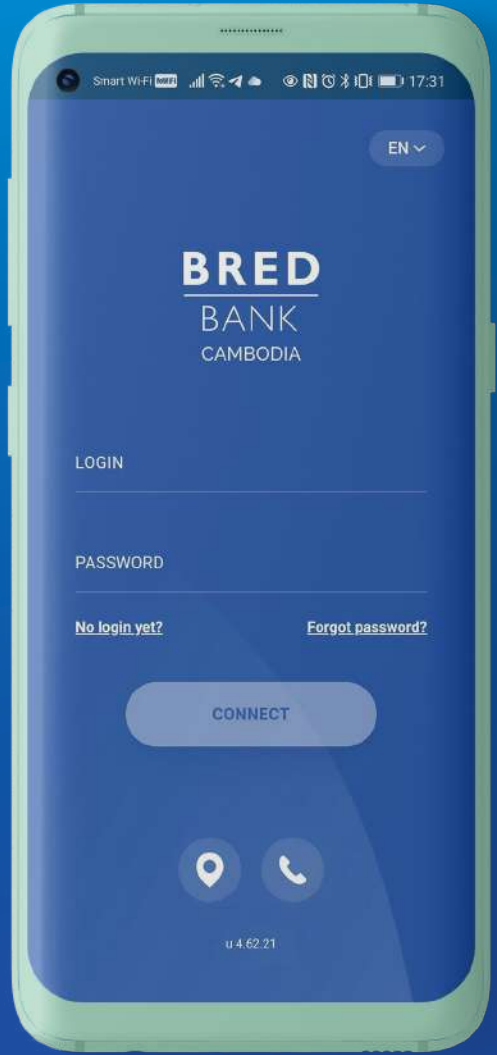 Smart Wi-Fi 17:31
EN
BRED
BANK
CAMBODIA
LOGIN
PASSWORD
No login yet? Forgot password?
CONNECT
u 4.62.21